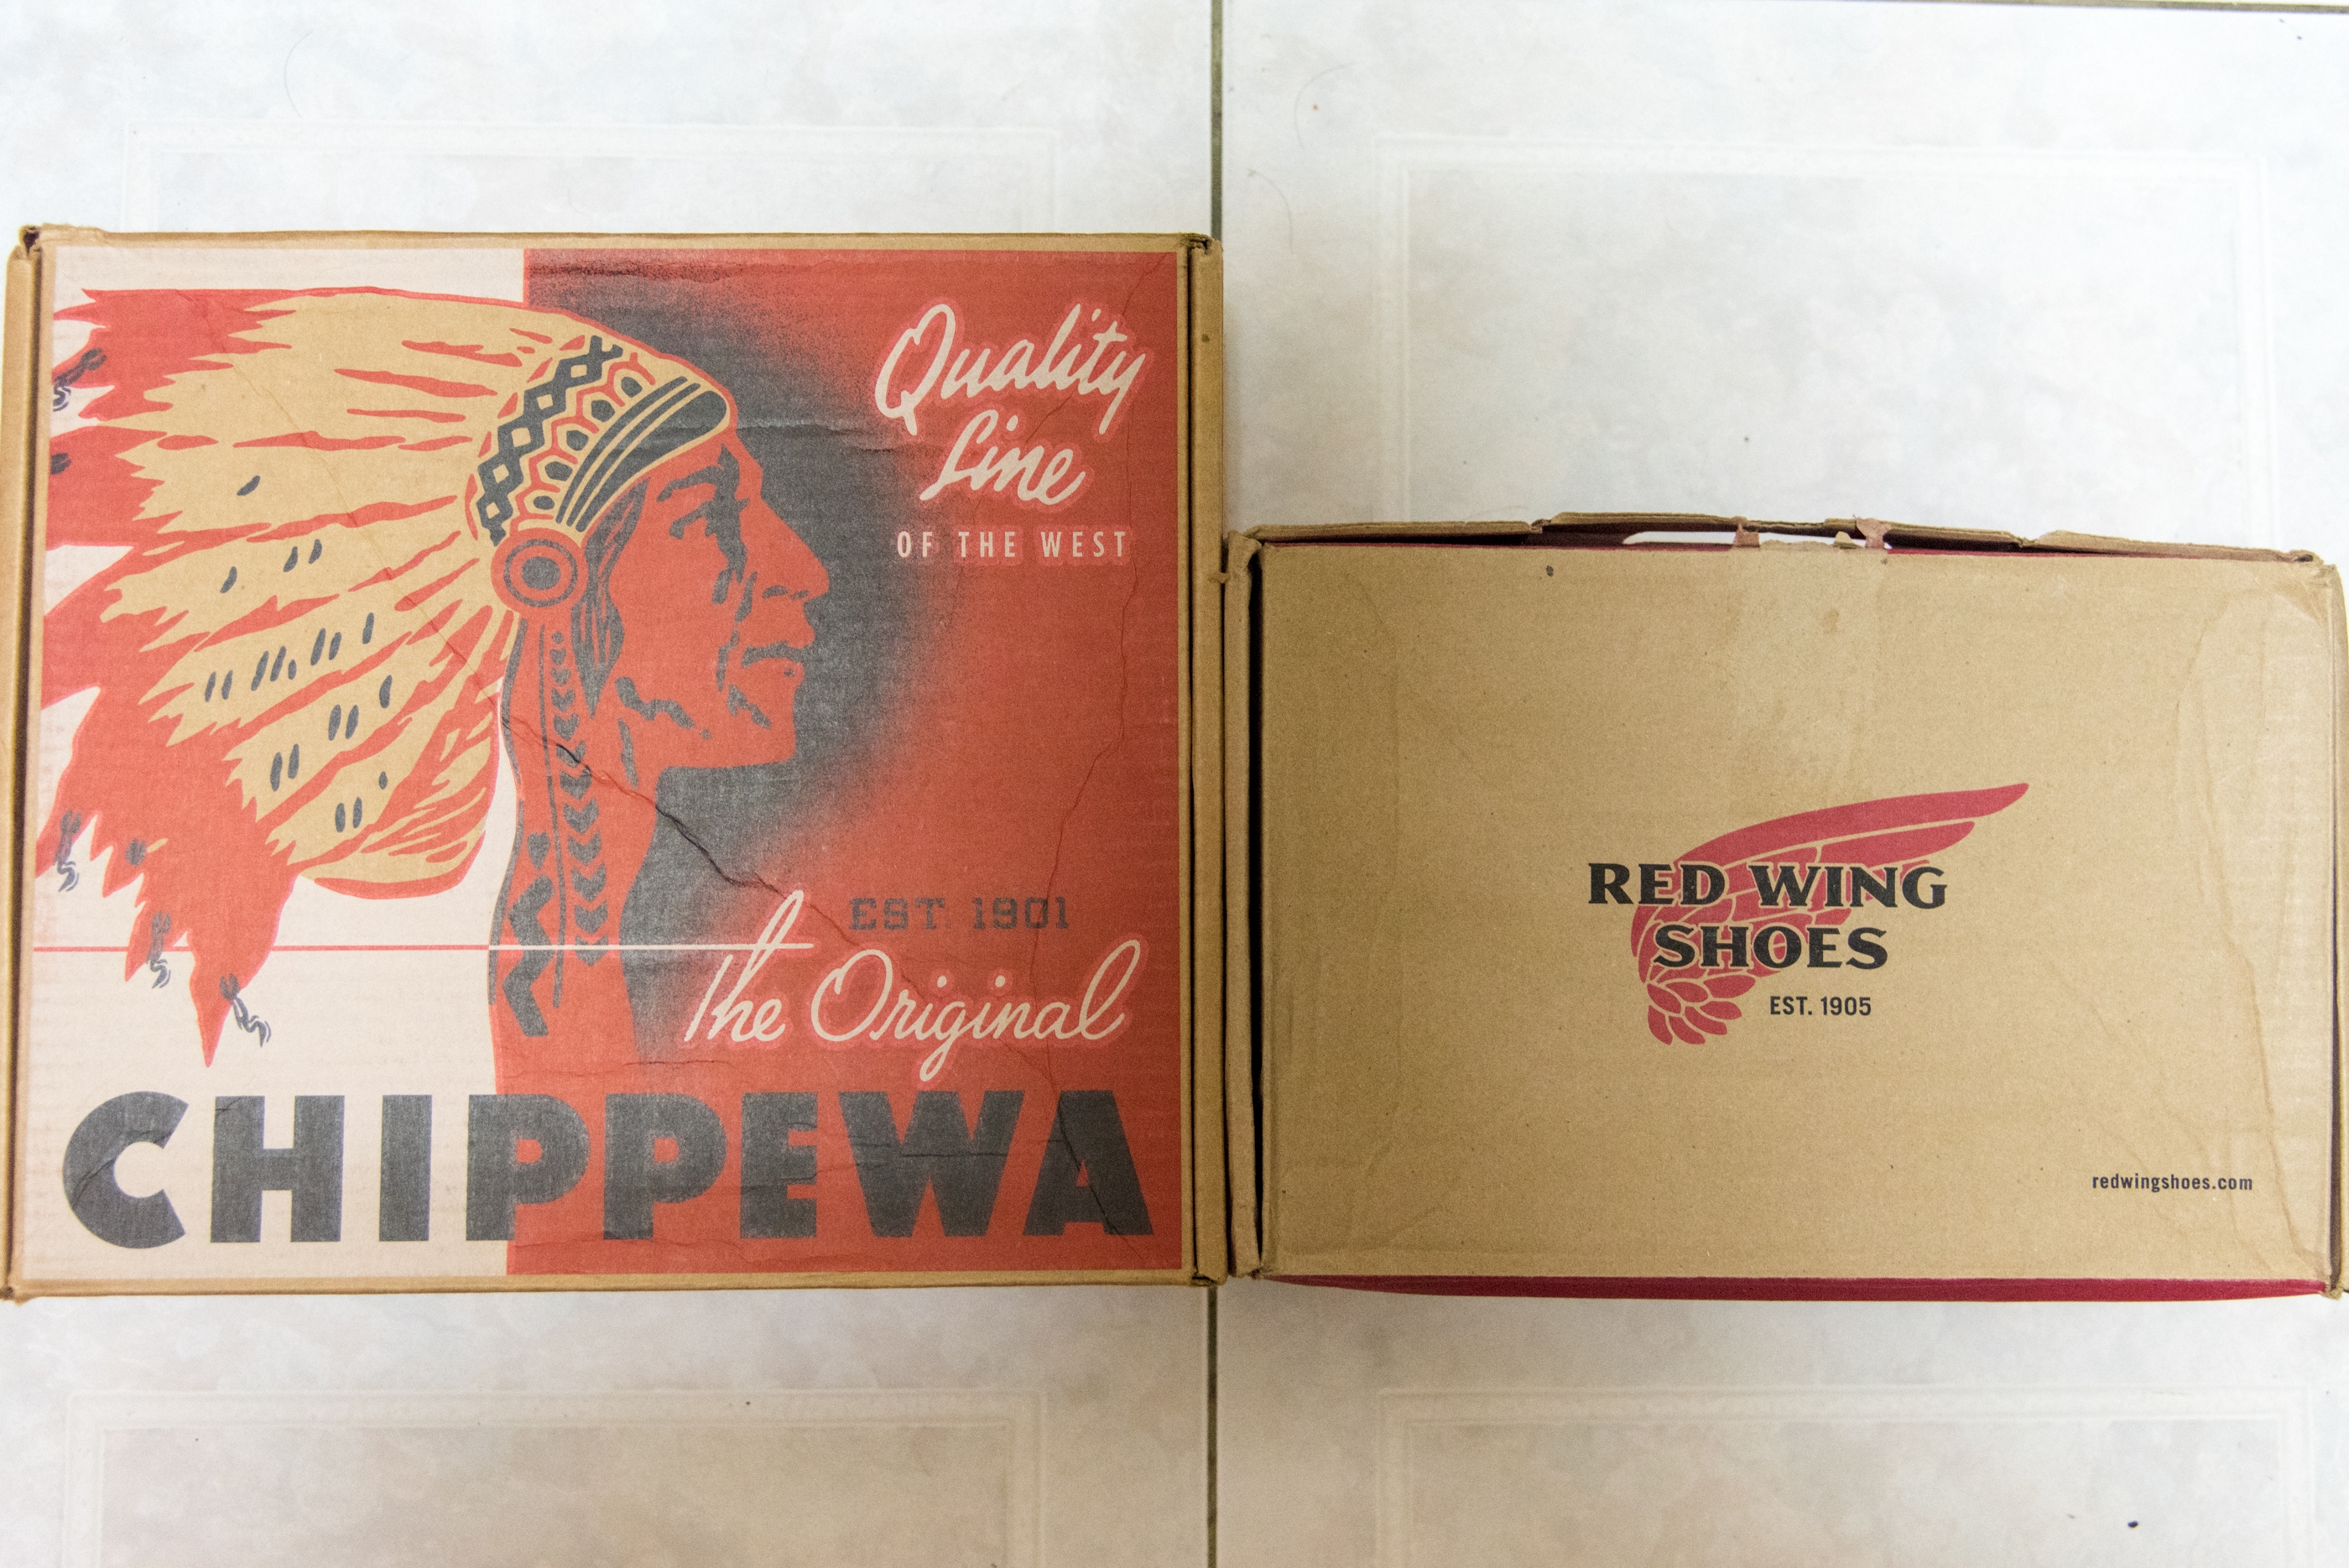 Quality
Line
OF THE WEST
EST. 1901
The Original
CHIPPEWA
RED WING
SHOES
EST. 1905
redwingshoes.com